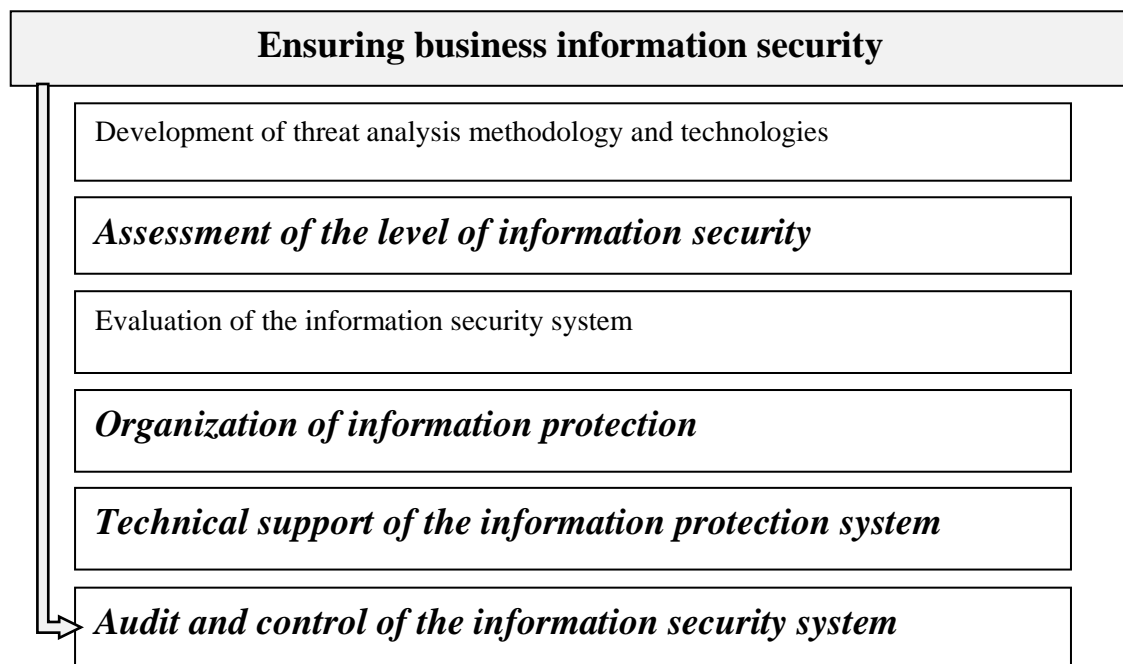 Ensuring business information security
Development of threat analysis methodology and technologies
Assessment of the level of information security
Evaluation of the information security system
Organization of information protection
Technical support of the information protection system
Audit and control of the information security system